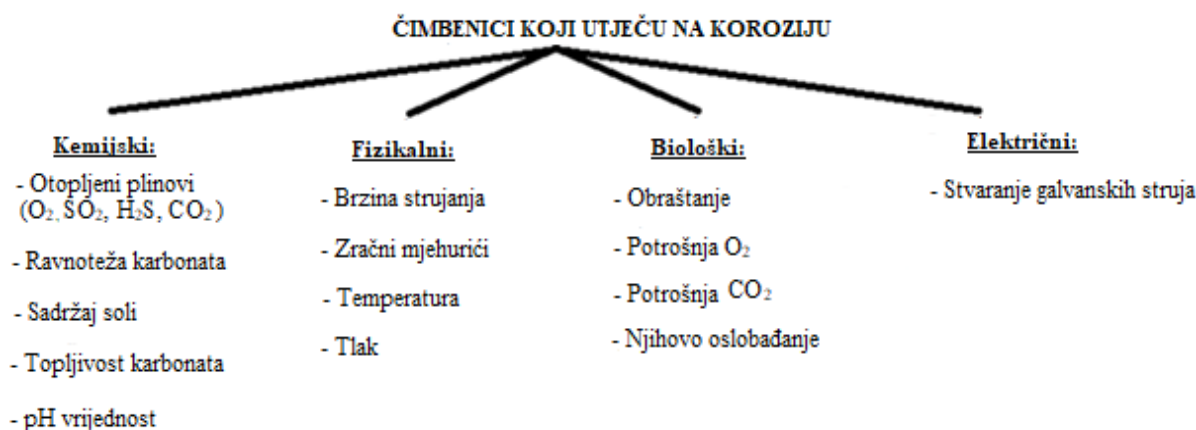 ČIMBENICI KOJI UTJEČU NA KOROZIJU
Kemijski:
- Otopljeni plinovi
(O₂, SO₂, H₂S, CO₂)
- Ravnoteža karbonata
- Sadržaj soli
- Topljivost karbonata
- pH vrijednost
Fizikalni:
- Brzina strujanja
- Zračni mjehurići
- Temperatura
- Tlak
Biološki:
- Obraštanje
- Potrošnja O₂
- Potrošnja CO₂
- Njihovo oslobađanje
Električni:
- Stvaranje galvanskih struja